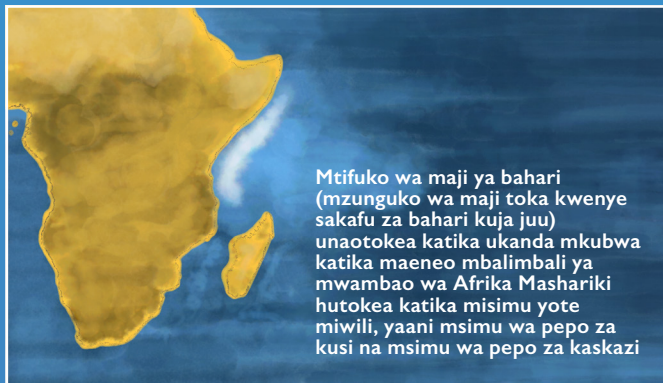 Mtifuko wa maji ya bahari
(mzunguko wa maji toka kwenye
sakafu za bahari kuja juu)
unaotokea katika ukanda mkubwa
katika maeneo mbalimbali ya
mwambao wa Afrika Mashariki
hutokea katika misimu yote
miwili, yaani msimu wa pepo za
kusi na msimu wa pepo za kaskazi